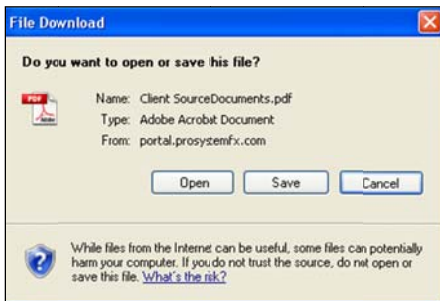 File Download
Do you want to open or save his file?
PDF
Adobe
Name: Client SourceDocuments.pdf
Type: Adobe Acrobat Document
From: portal.prosystemfx.com
Open Save Cancel
While files from the Internet can be useful, some files can potentially
harm your computer. If you do not trust the source, do not open or
save this file. What's the risk?